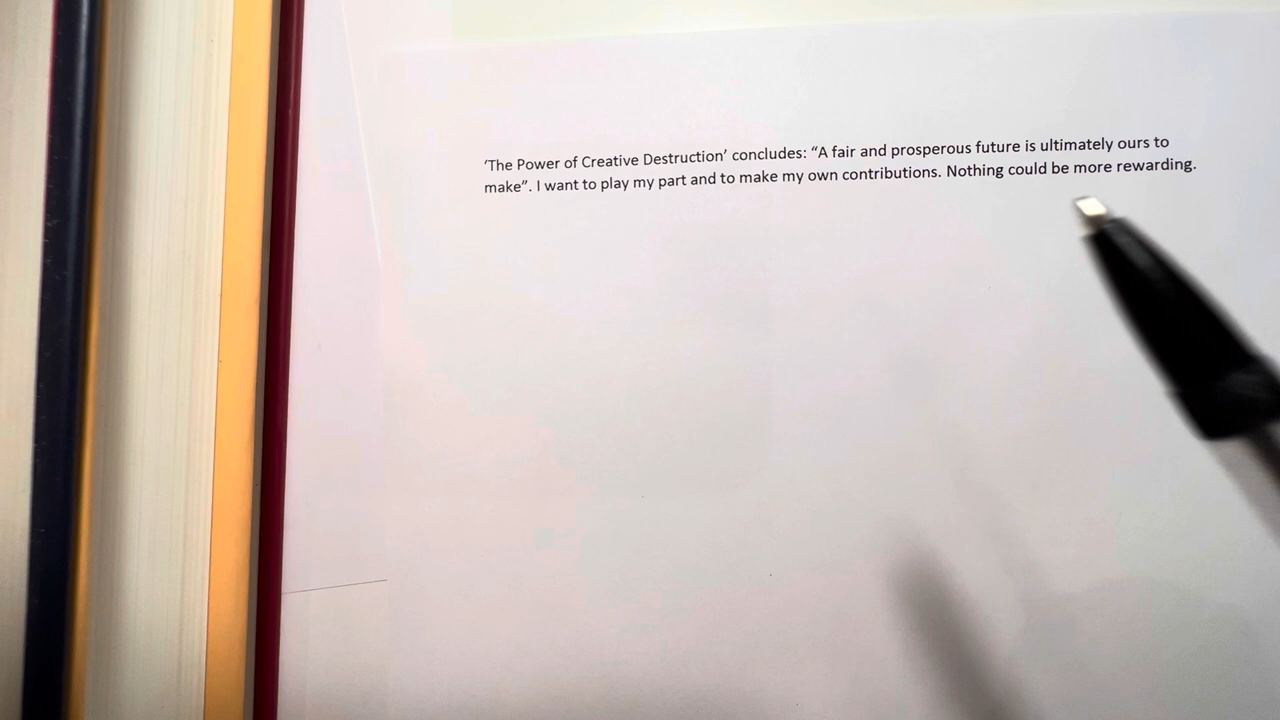 ‘The Power of Creative Destruction’ concludes: “A fair and prosperous future is ultimately ours to
make”. I want to play my part and to make my own contributions. Nothing could be more rewarding.